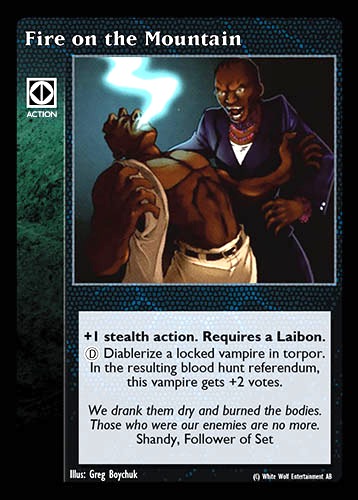 Fire on the Mountain
ACTION
+1 stealth action. Requires a Laibon.
Ⓓ Diablerize a locked vampire in torpor.
In the resulting blood hunt referendum,
this vampire gets +2 votes.
We drank them dry and burned the bodies.
Those who were our enemies are no more.
Shandy, Follower of Set
Illus: Greg Boychuk
(C) White Wolf Entertainment AB